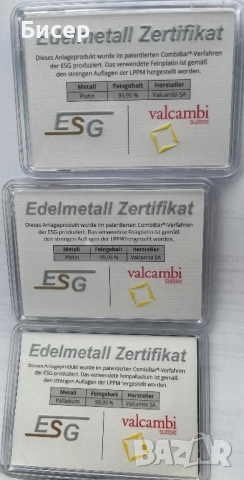 Бисер
Edelmetall Zertifikat
Dieses Anlageprodukt wurde im patentierten CombiBar®-Verfahren
der ESG produziert. Das verwendete Feinplatin ist gemäß
den strengen Auflagen der LPPM hergestellt worden.
Metall Feingehalt Hersteller
Platin 99,95 % Valcambi SA
ESG
valcambi
suisse
Edelmetall Zertifikat
Dieses Anlageprodukt wurde im patentierten CombiBar®-Verfahren
der ESG produziert. Das verwendete Feinplatin ist gemäß
den strengen Auflagen der LPPM hergestellt worden.
Metall Feingehalt Hersteller
Platin 99,95 % Valcambi SA
ESG
valcambi
suisse
Edelmetall Zertifikat
Dieses Anlageprodukt wurde im patentierten CombiBar®-Verfahren
der ESG produziert. Das verwendete Feinpalladium ist gemäß
den strengen Auflagen der LPPM hergestellt worden.
Metall Feingehalt Hersteller
Palladium 99,95 % Valcambi SA
ESG
valcambi
suisse
bazar